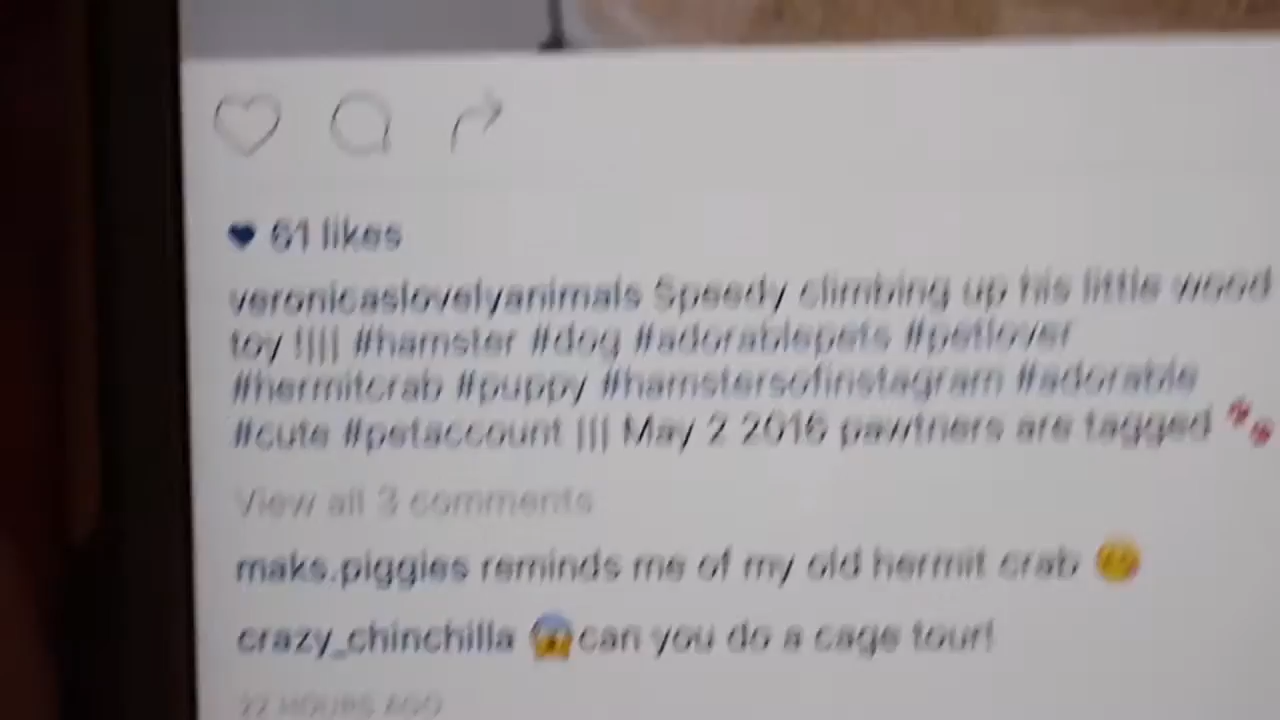 61 likes
veronicaslovelyanimals Speedy climbing up his little wood
toy !||| #hamster #dog #adorablepets #petlover
#hermitcrab #puppy #hamstersofinstagram #adorable
#cute #petaccount ||| May 2 2016 pawtners are tagged 🐾
View all 3 comments
maks.piggies reminds me of my old hermit crab
crazy_chinchilla 😱can you do a cage tour!
22 HOURS AGO